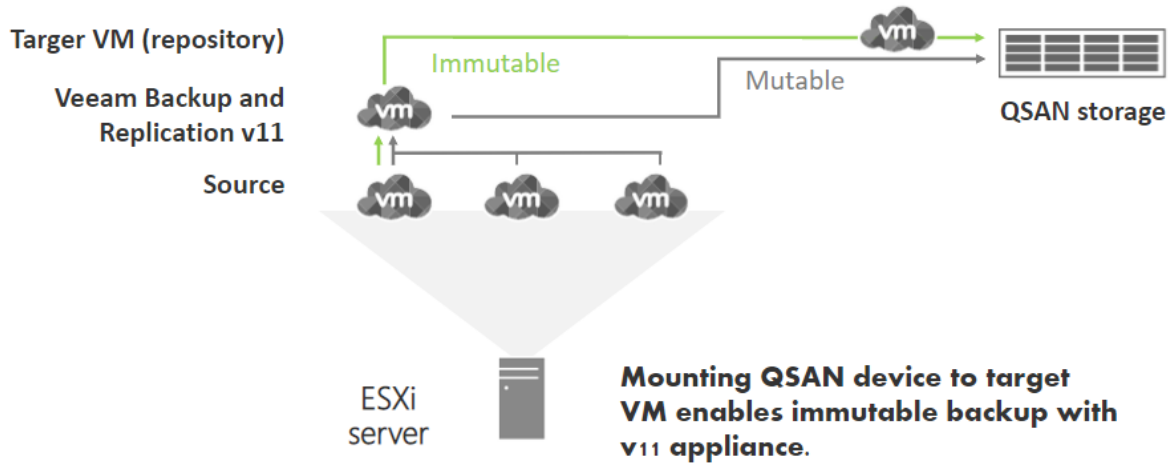 Targer VM (repository)
vm
Immutable
Mutable
Veeam Backup and
Replication v11
vm
QSAN storage
Source
vm
vm
vm
ESXi
server
Mounting QSAN device to target
VM enables immutable backup with
v11 appliance.